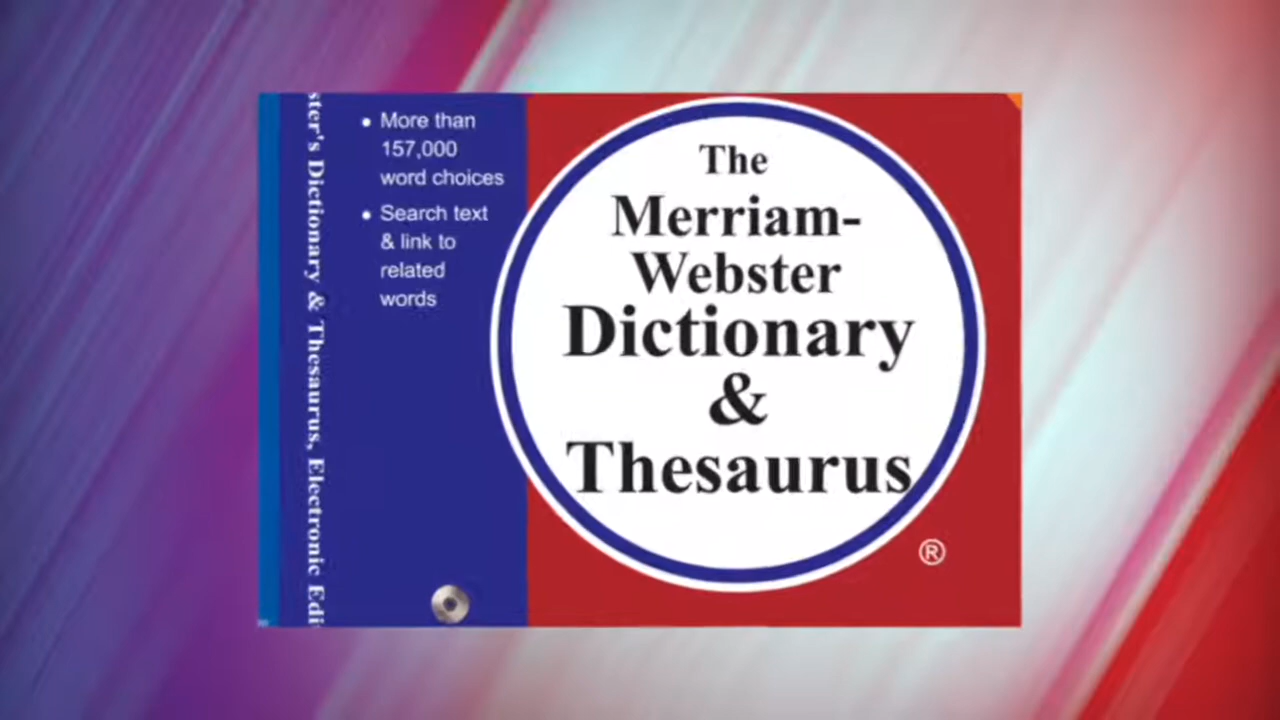 ster's Dictionary & Thesaurus, Electronic Edi
• More than
157,000
word choices
• Search text
& link to
related
words
The
Merriam-
Webster
Dictionary
&
Thesaurus
®